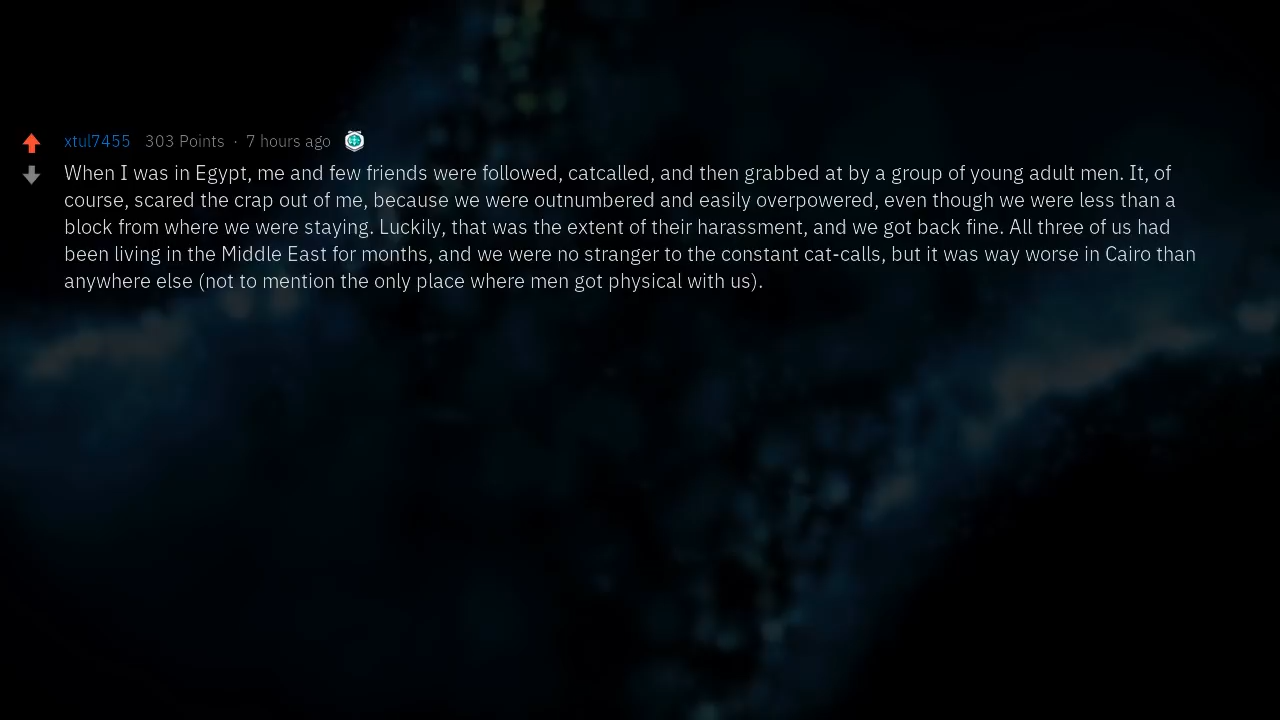 xtul7455 303 Points · 7 hours ago
When I was in Egypt, me and few friends were followed, catcalled, and then grabbed at by a group of young adult men. It, of
course, scared the crap out of me, because we were outnumbered and easily overpowered, even though we were less than a
block from where we were staying. Luckily, that was the extent of their harassment, and we got back fine. All three of us had
been living in the Middle East for months, and we were no stranger to the constant cat-calls, but it was way worse in Cairo than
anywhere else (not to mention the only place where men got physical with us).